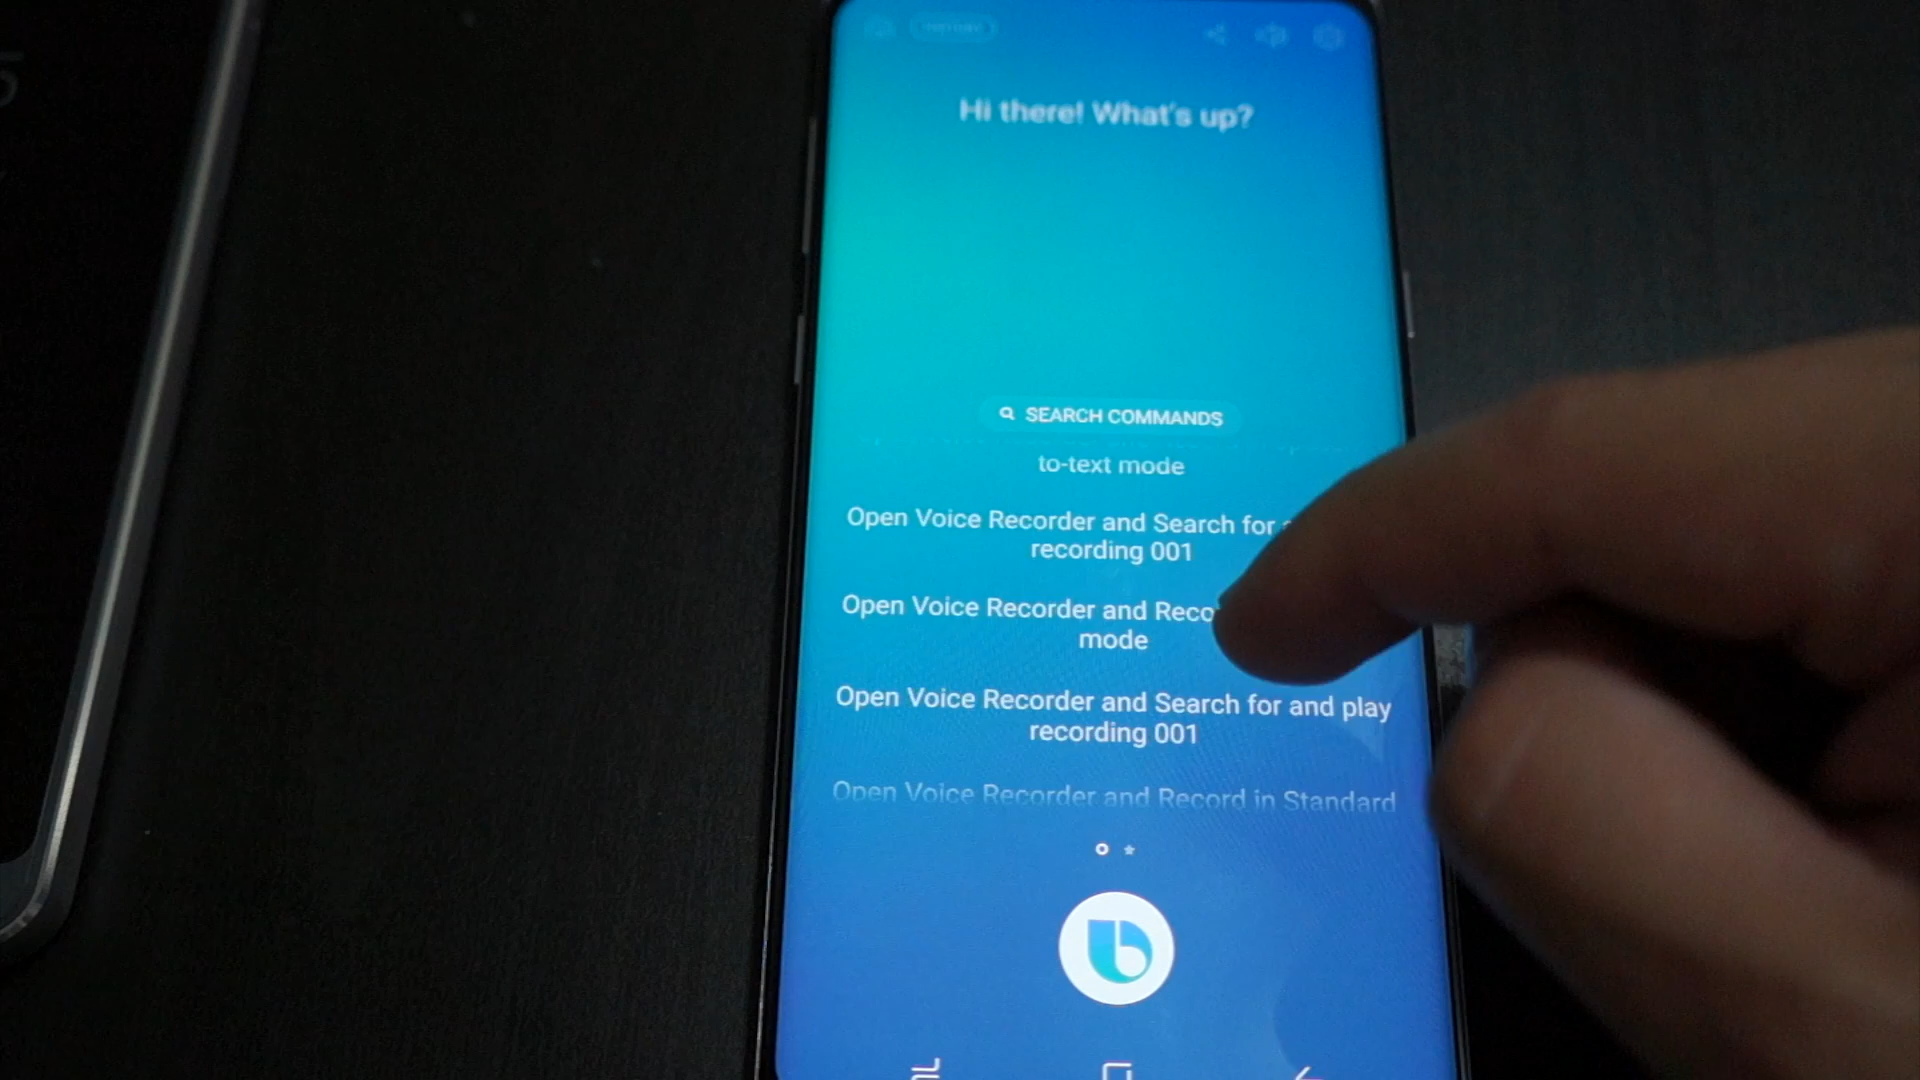 Hi there! What's up?
SEARCH COMMANDS
to-text mode
Open Voice Recorder and Search for
recording 001
Open Voice Recorder and Reco
mode
Open Voice Recorder and Search for and play
recording 001
Open Voice Recorder and Record in Standard